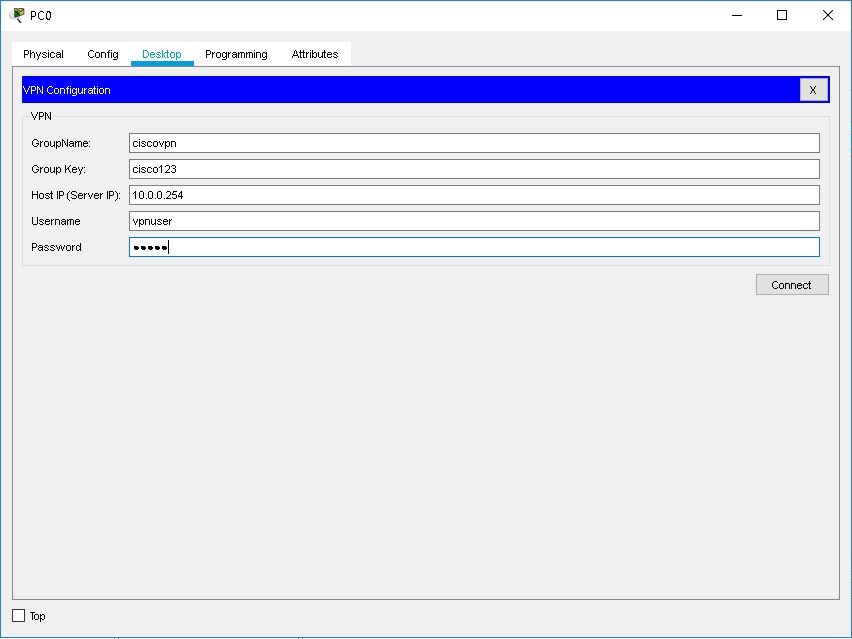 PC0
Physical Config Desktop Programming Attributes
VPN Configuration X
VPN
GroupName: ciscovpn
Group Key: cisco123
Host IP (Server IP): 10.0.0.254
Username vpnuser
Password ●●●●●
Connect
Top